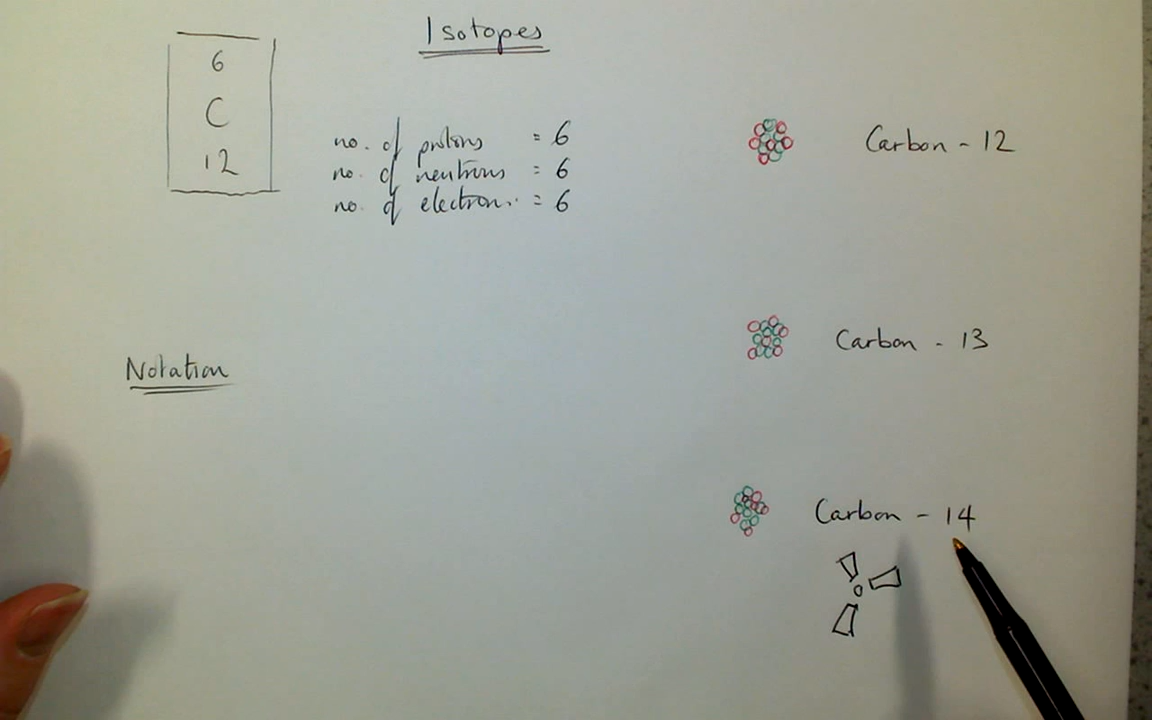 Isotopes
6
C
12
no. of protons = 6
no. of neutrons = 6
no. of electrons = 6
Carbon - 12
Carbon - 13
Notation
Carbon - 14